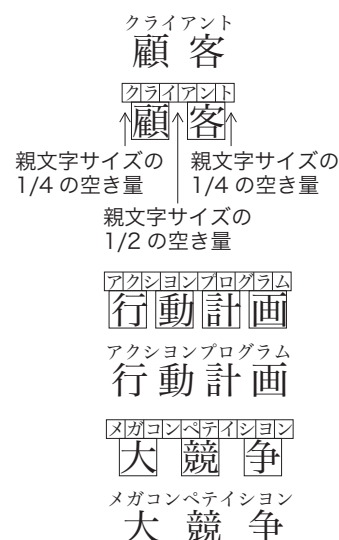 クライアント
顧客
クライアント
顧客
親文字サイズの
1/4 の空き量
親文字サイズの
1/4 の空き量
親文字サイズの
1/2 の空き量
アクションプログラム
行動計画
アクシヨンプログラム
行動計画
メガコンペテイシヨン
大競争
メガコンペテイシヨン
大競争